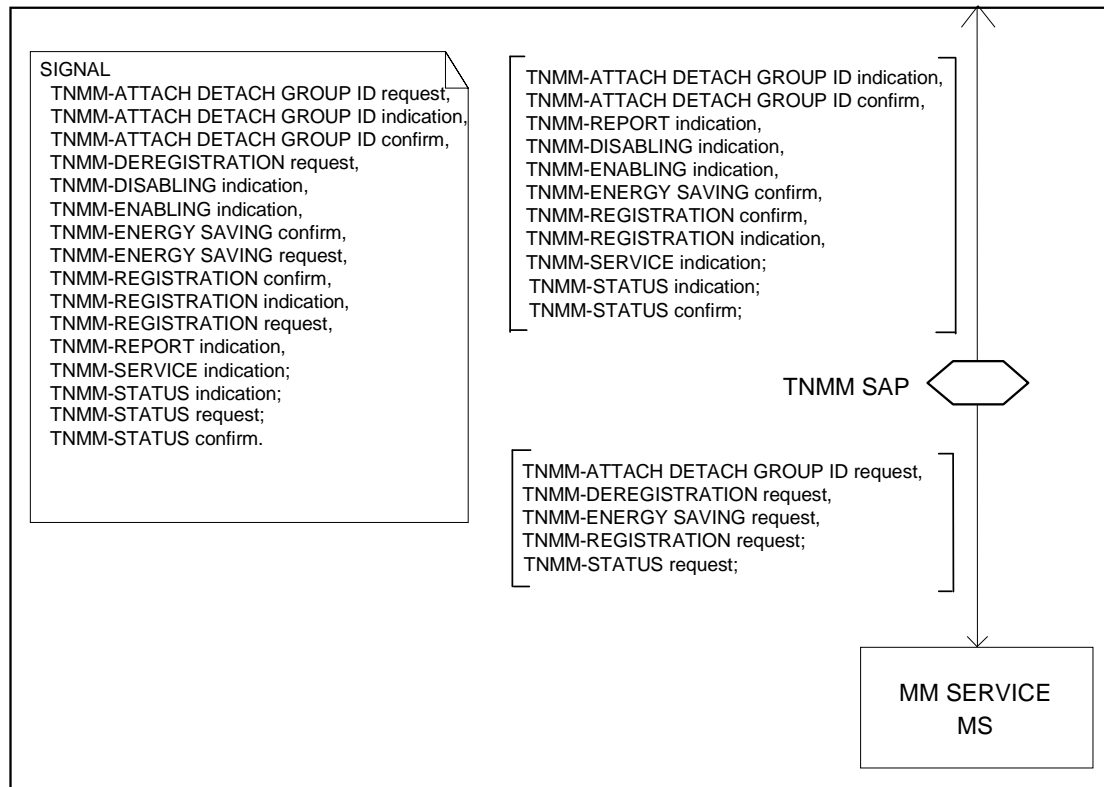 SIGNAL
TNMM-ATTACH DETACH GROUP ID request,
TNMM-ATTACH DETACH GROUP ID indication,
TNMM-ATTACH DETACH GROUP ID confirm,
TNMM-DEREGISTRATION request,
TNMM-DISABLING indication,
TNMM-ENABLING indication,
TNMM-ENERGY SAVING confirm,
TNMM-ENERGY SAVING request,
TNMM-REGISTRATION confirm,
TNMM-REGISTRATION indication,
TNMM-REGISTRATION request,
TNMM-REPORT indication,
TNMM-SERVICE indication;
TNMM-STATUS indication;
TNMM-STATUS request;
TNMM-STATUS confirm.
TNMM-ATTACH DETACH GROUP ID indication,
TNMM-ATTACH DETACH GROUP ID confirm,
TNMM-REPORT indication,
TNMM-DISABLING indication,
TNMM-ENABLING indication,
TNMM-ENERGY SAVING confirm,
TNMM-REGISTRATION confirm,
TNMM-REGISTRATION indication,
TNMM-SERVICE indication;
TNMM-STATUS indication;
TNMM-STATUS confirm;
TNMM SAP
TNMM-ATTACH DETACH GROUP ID request,
TNMM-DEREGISTRATION request,
TNMM-ENERGY SAVING request,
TNMM-REGISTRATION request;
TNMM-STATUS request;
MM SERVICE
MS